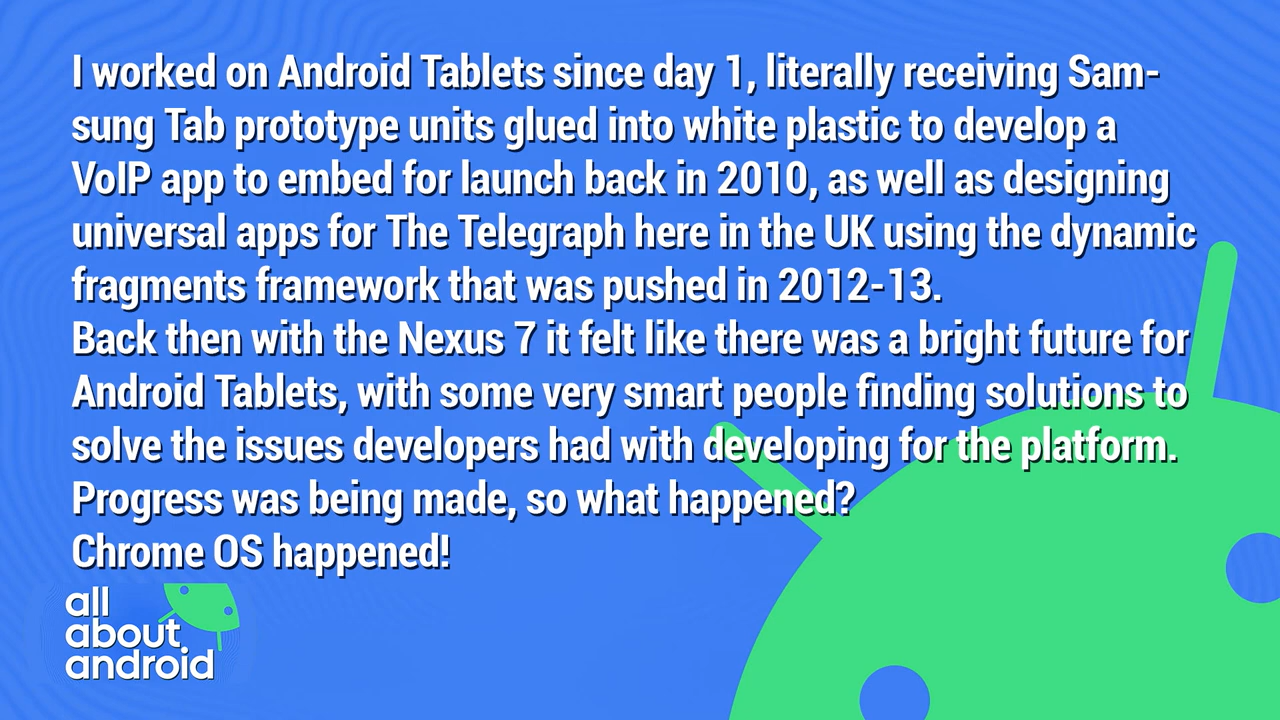 I worked on Android Tablets since day 1, literally receiving Sam-
sung Tab prototype units glued into white plastic to develop a
VoIP app to embed for launch back in 2010, as well as designing
universal apps for The Telegraph here in the UK using the dynamic
fragments framework that was pushed in 2012-13.
Back then with the Nexus 7 it felt like there was a bright future for
Android Tablets, with some very smart people finding solutions to
solve the issues developers had with developing for the platform.
Progress was being made, so what happened?
Chrome OS happened!
all
about
android